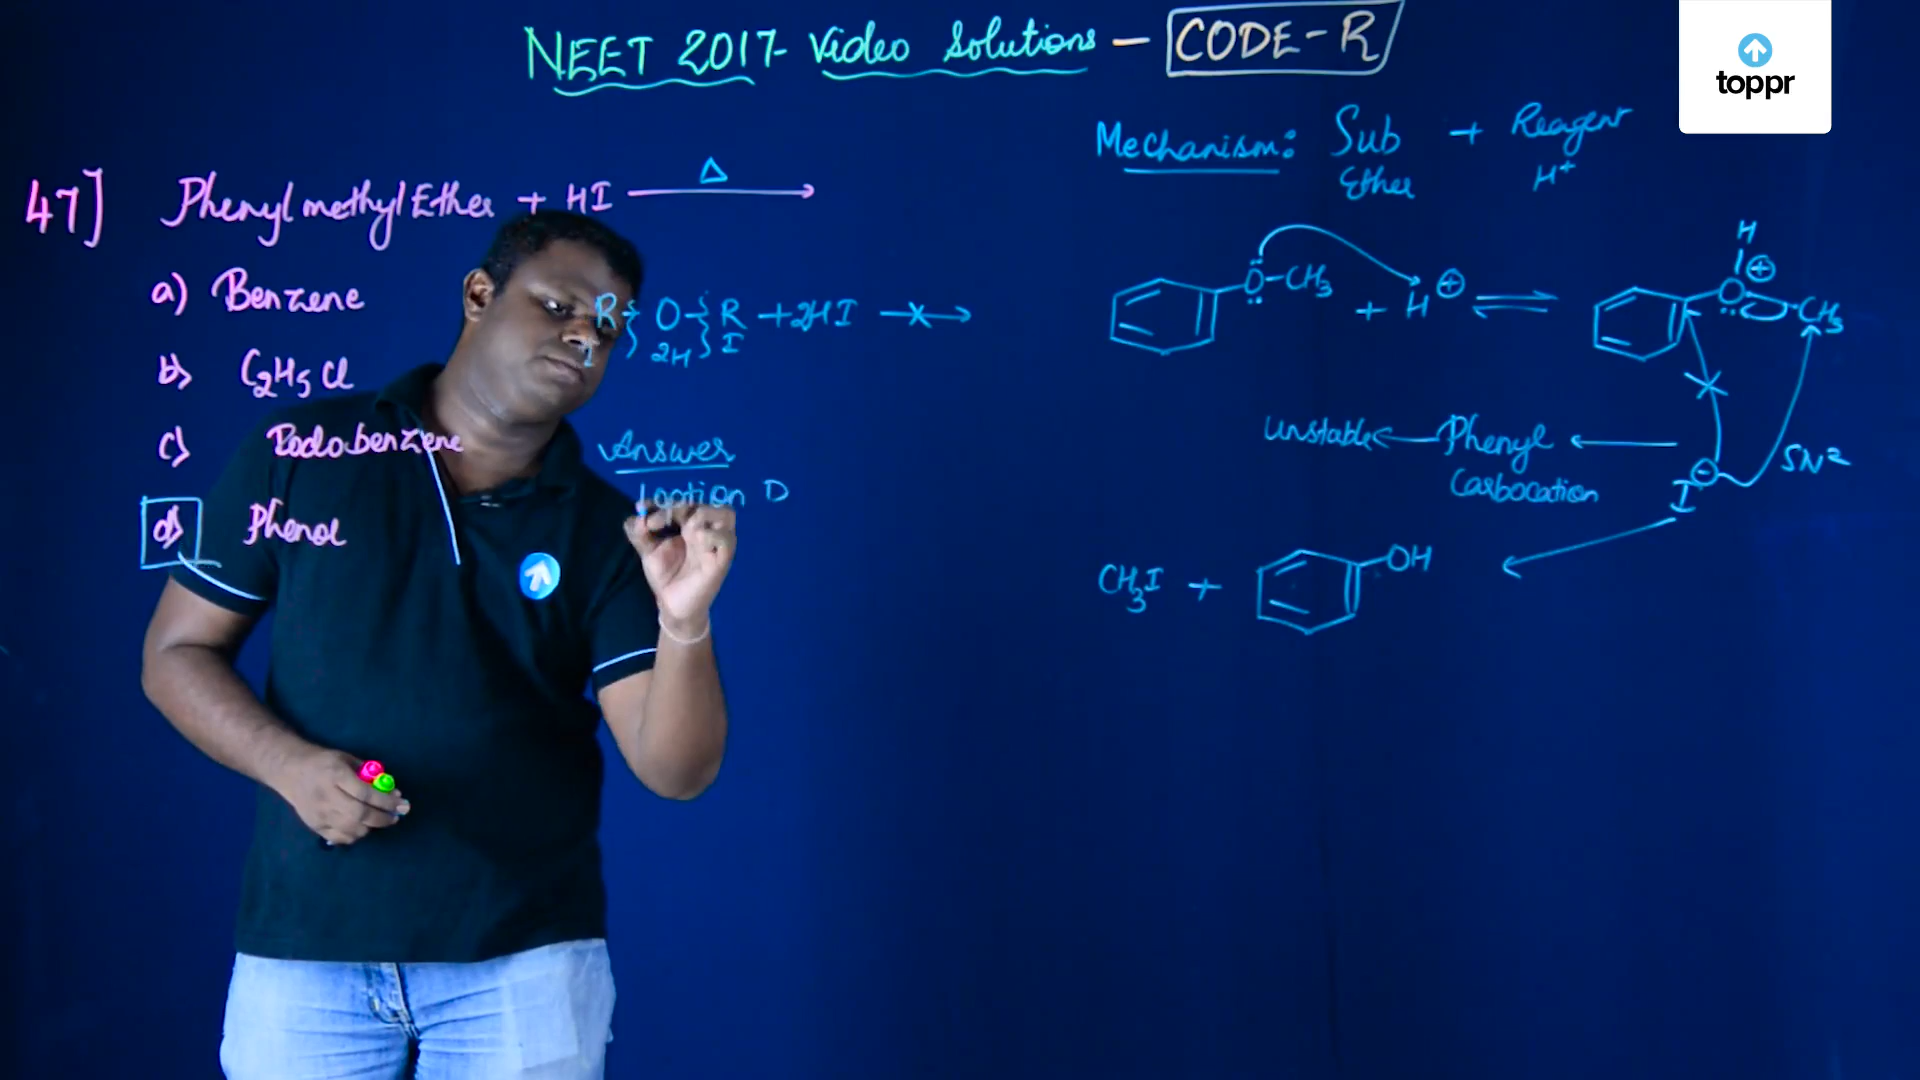 NEET 2017- Video Solutions - CODE-R
toppr
47] Phenyl methyl Ether + HI Δ
a) Benzene
b) C2H5Cl
c) Iodobenzene
d) Phenol
R O R + 2HI
I 2H I
Answer
option D
Mechanism: Sub + Reagent
Ether H+
Ö-CH3 + H⊕
H
O⊕ CH3
unstable Phenyl
Carbocation
I⊖ SN2
CH3I + OH